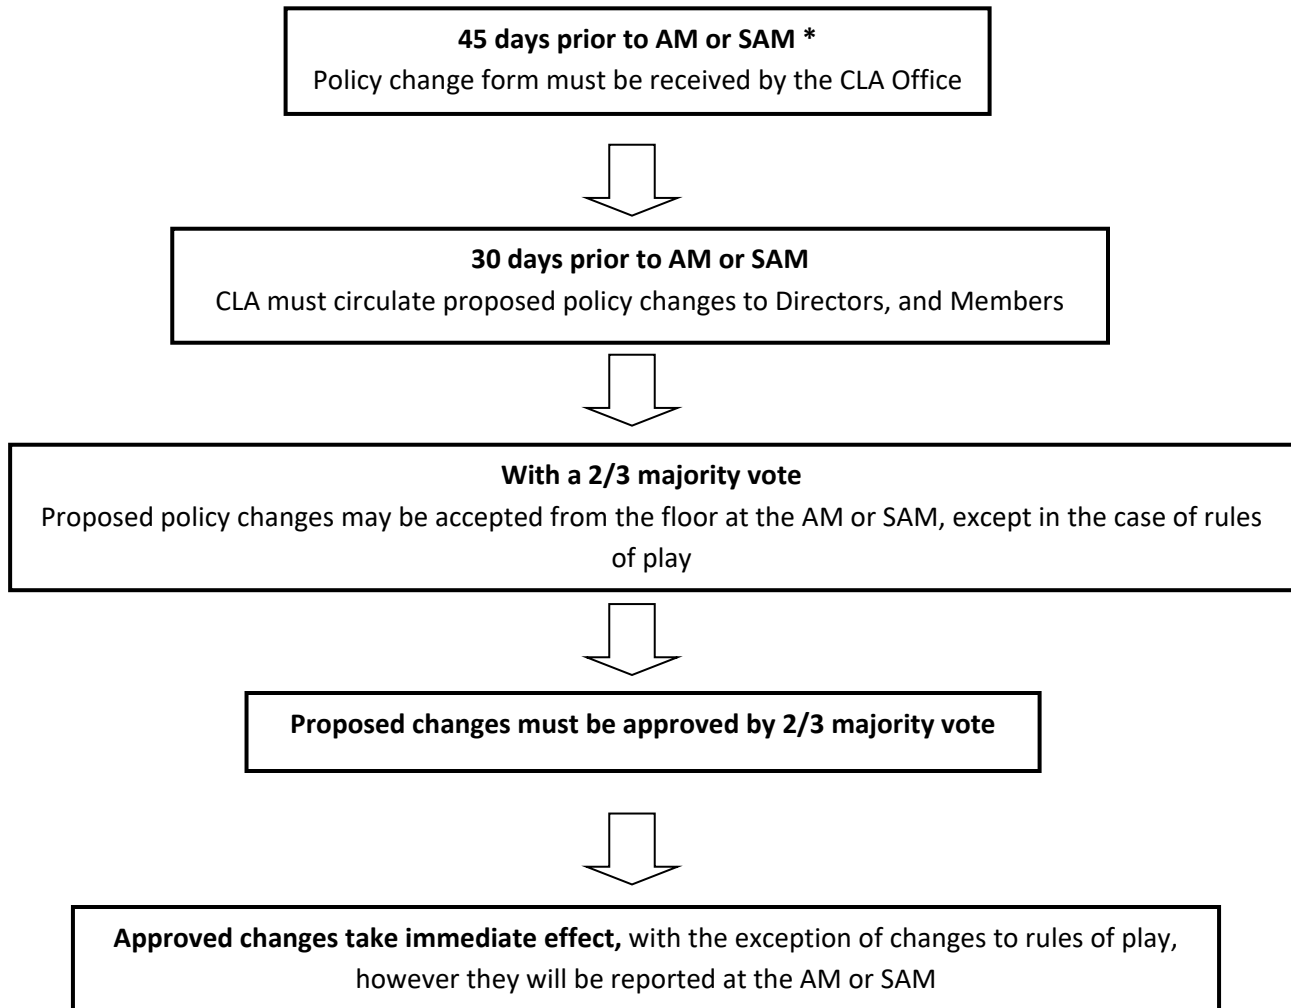 45 days prior to AM or SAM *
Policy change form must be received by the CLA Office
30 days prior to AM or SAM
CLA must circulate proposed policy changes to Directors, and Members
With a 2/3 majority vote
Proposed policy changes may be accepted from the floor at the AM or SAM, except in the case of rules
of play
Proposed changes must be approved by 2/3 majority vote
Approved changes take immediate effect, with the exception of changes to rules of play,
however they will be reported at the AM or SAM